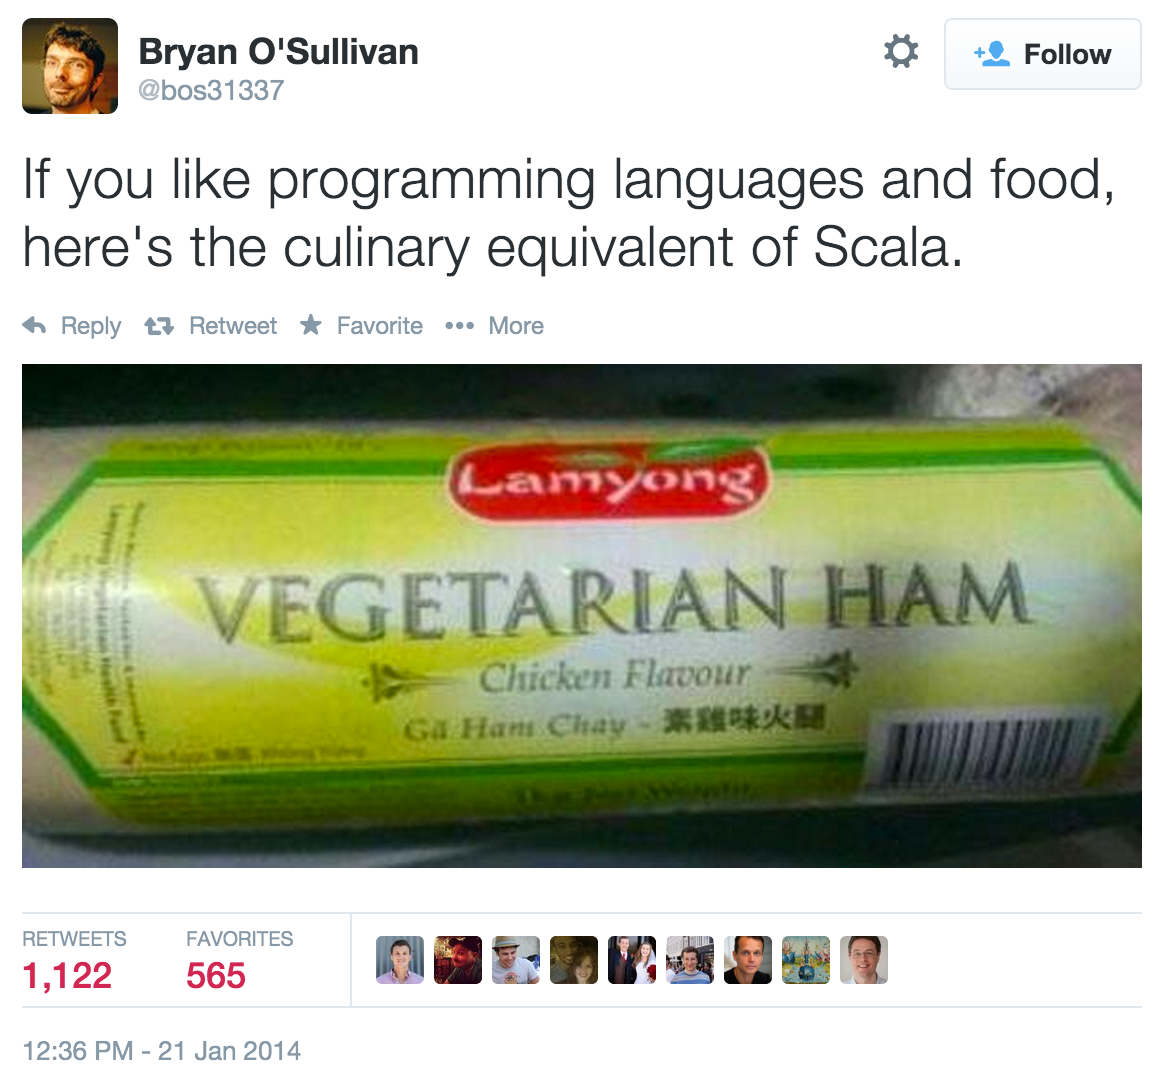 Bryan O'Sullivan
@bos31337
Follow
If you like programming languages and food,
here's the culinary equivalent of Scala.
Reply Retweet Favorite More
Lamyong
VEGETARIAN HAM
Chicken Flavour
Gà Ham Chay - 素雞味火腿
RETWEETS FAVORITES
1,122 565
12:36 PM - 21 Jan 2014